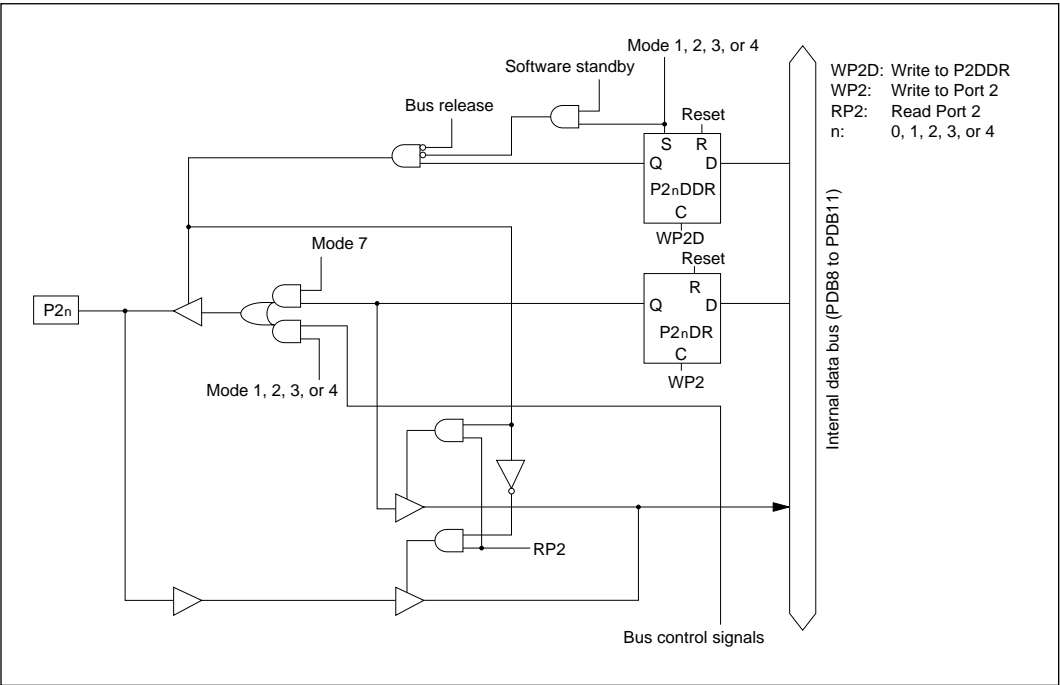 Mode 1, 2, 3, or 4
Software standby
Bus release
WP2D: Write to P2DDR
WP2: Write to Port 2
RP2: Read Port 2
n: 0, 1, 2, 3, or 4
Reset
S R
Q D
P2nDDR
C
WP2D
Mode 7
Reset
R
P2n
Q D
P2nDR
C
WP2
Mode 1, 2, 3, or 4
Internal data bus (PDB8 to PDB11)
RP2
Bus control signals